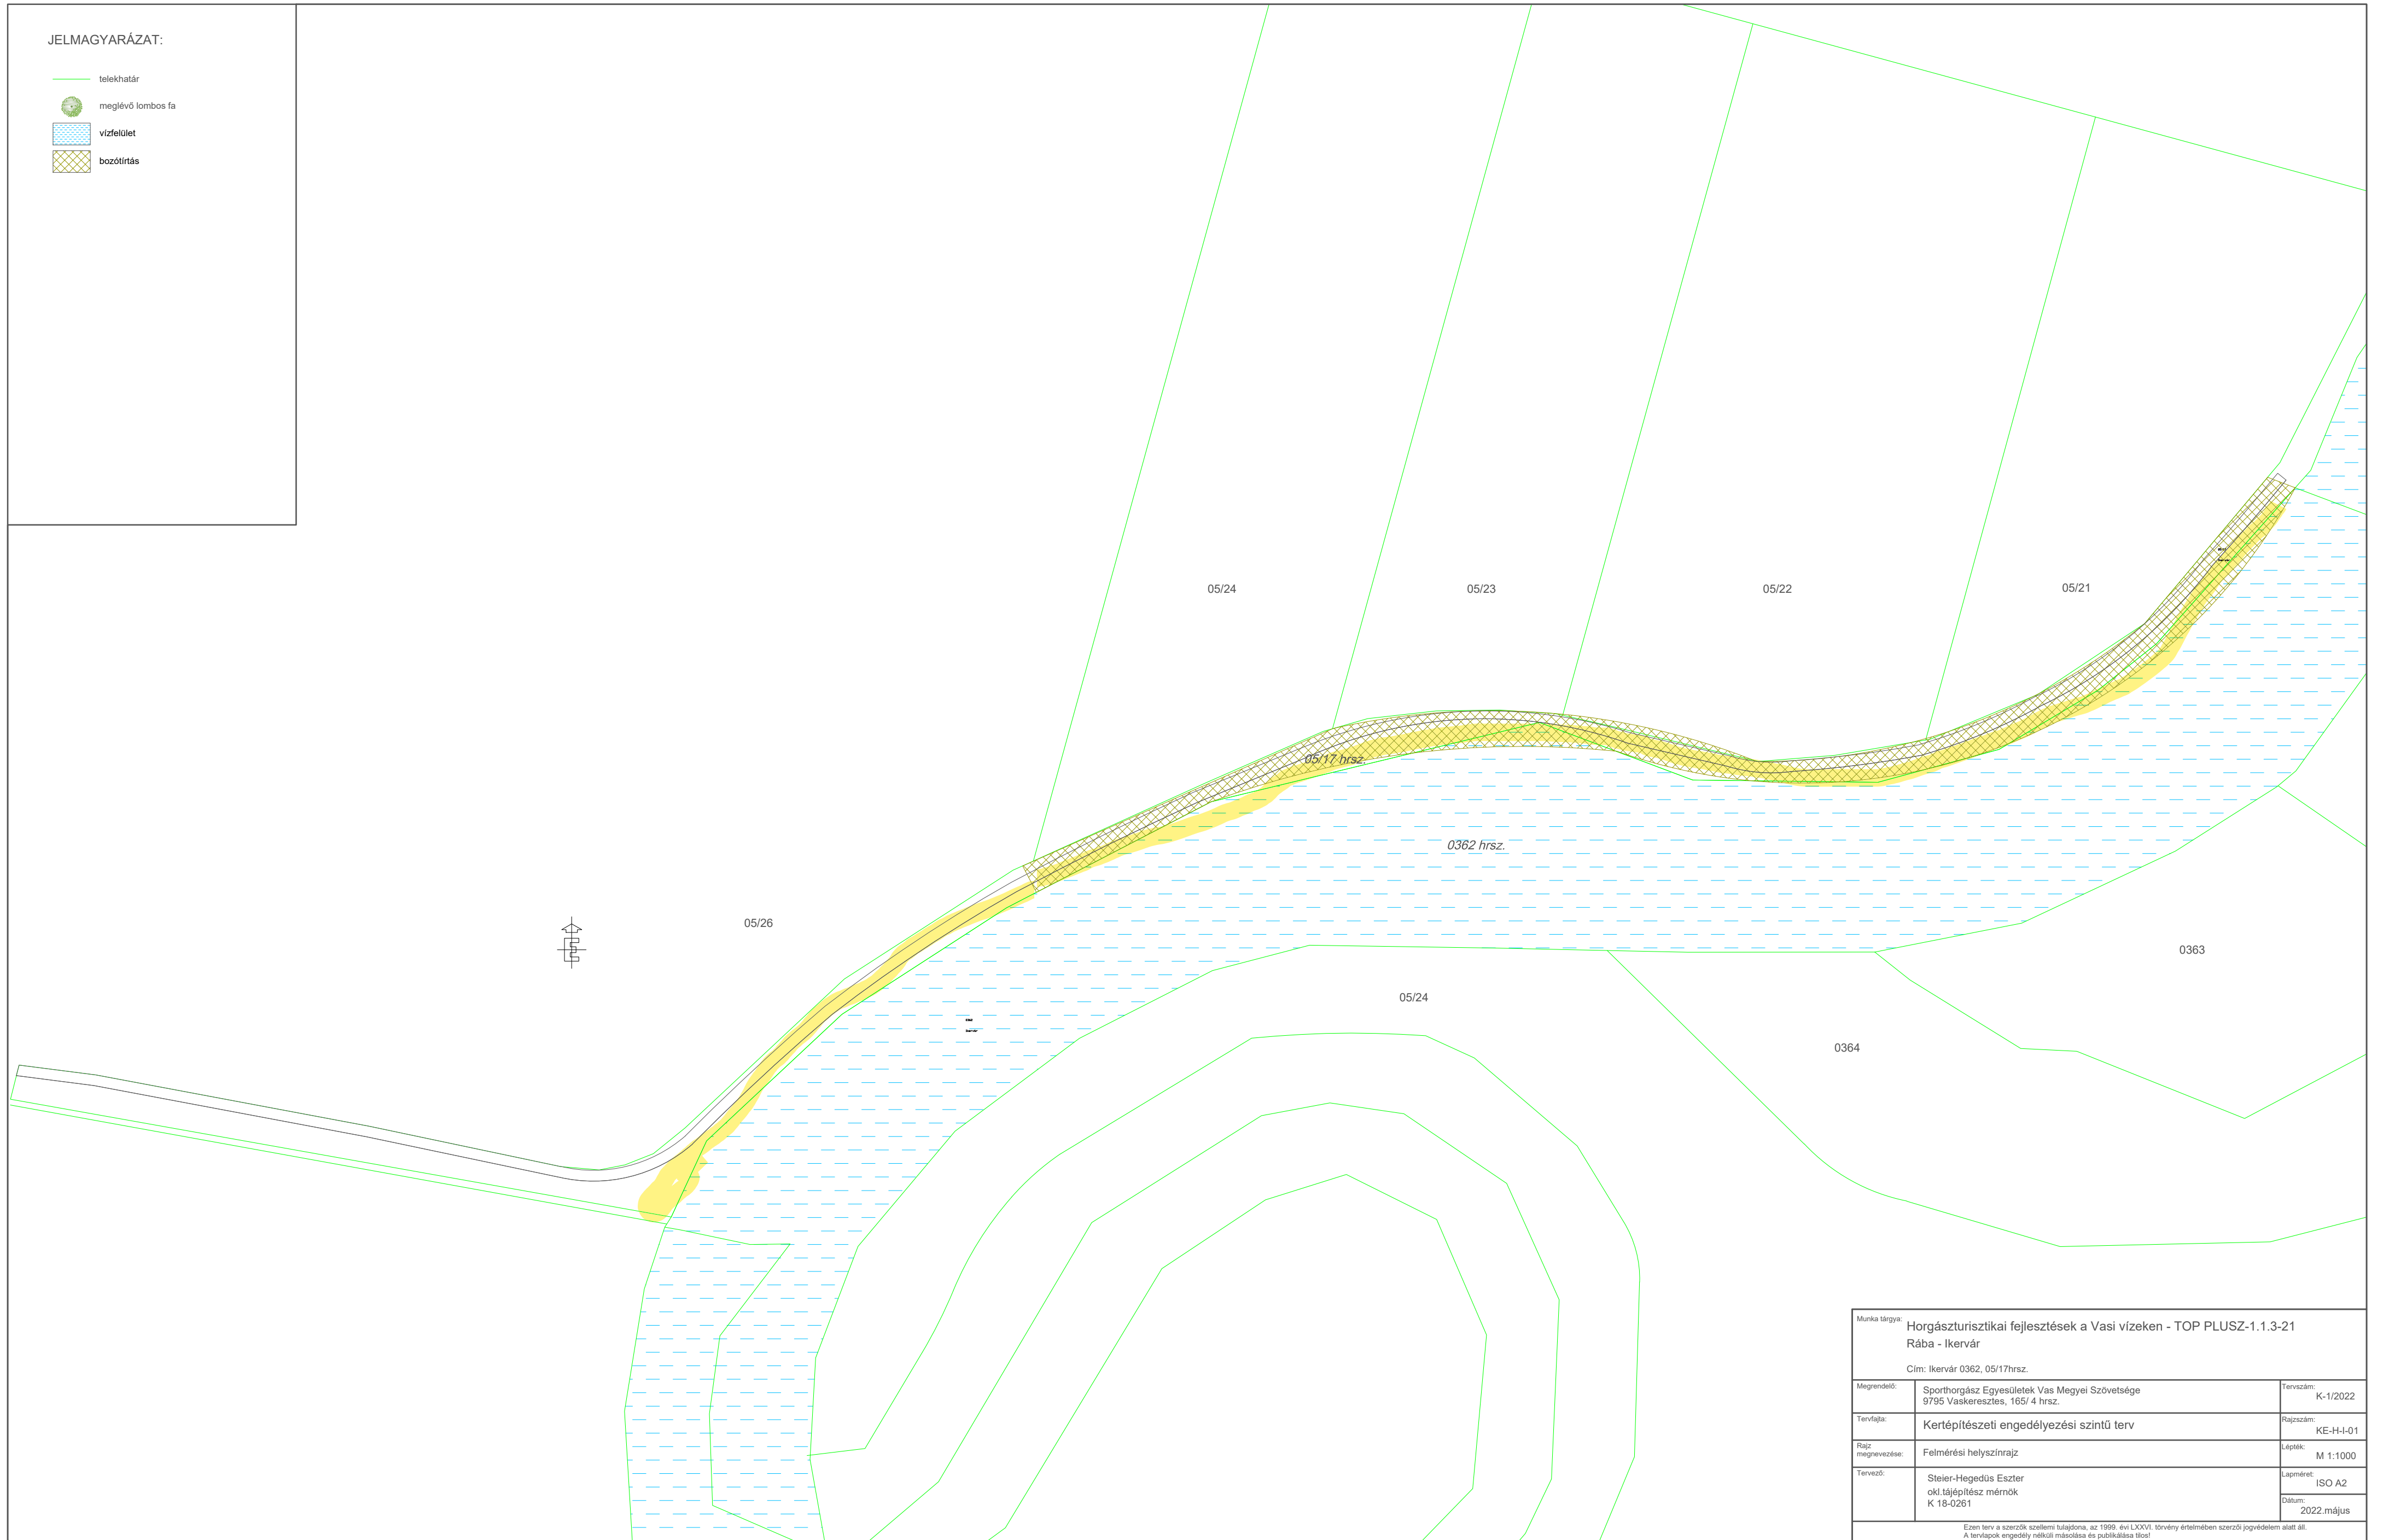 JELMAGYARÁZAT:
telekhatár
meglévő lombos fa
vízfelület
bozótírtás
05/24
05/23
05/22
05/21
05/17 hrsz.
0362 hrsz.
05/26
É
05/24
0363
0364
Munka tárgya:
Horgászturisztikai fejlesztések a Vasi vízeken - TOP PLUSZ-1.1.3-21
Rába - Ikervár
Cím: Ikervár 0362, 05/17hrsz.
Megrendelő:
Sporthorgász Egyesületek Vas Megyei Szövetsége
9795 Vaskeresztes, 165/ 4 hrsz.
Tervszám:
K-1/2022
Tervfajta:
Kertépítészeti engedélyezési szintű terv
Rajzszám:
KE-H-I-01
Rajz
megnevezése:
Felmérési helyszínrajz
Lépték:
M 1:1000
Tervező:
Steier-Hegedüs Eszter
okl.tájépítész mérnök
K 18-0261
Lapméret:
ISO A2
Dátum:
2022.május
Ezen terv a szerzők szellemi tulajdona, az 1999. évi LXXVI. törvény értelmében szerzői jogvédelem alatt áll.
A tervlapok engedély nélküli másolása és publikálása tilos!